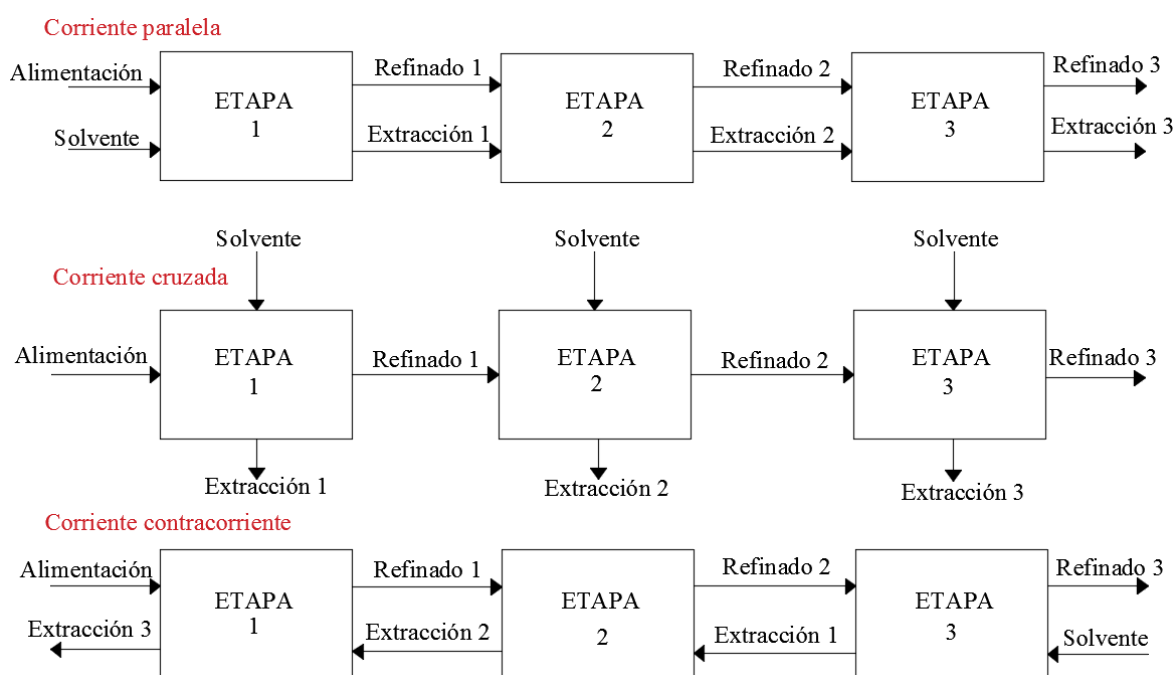 Corriente paralela
Alimentación
Solvente
ETAPA
1
Refinado 1
Extracción 1
ETAPA
2
Refinado 2
Extracción 2
ETAPA
3
Refinado 3
Extracción 3
Solvente
Solvente
Solvente
Corriente cruzada
Alimentación
ETAPA
1
Refinado 1
ETAPA
2
Refinado 2
ETAPA
3
Refinado 3
Extracción 1
Extracción 2
Extracción 3
Corriente contracorriente
Alimentación
Extracción 3
ETAPA
1
Refinado 1
Extracción 2
ETAPA
2
Refinado 2
Extracción 1
ETAPA
3
Refinado 3
Solvente